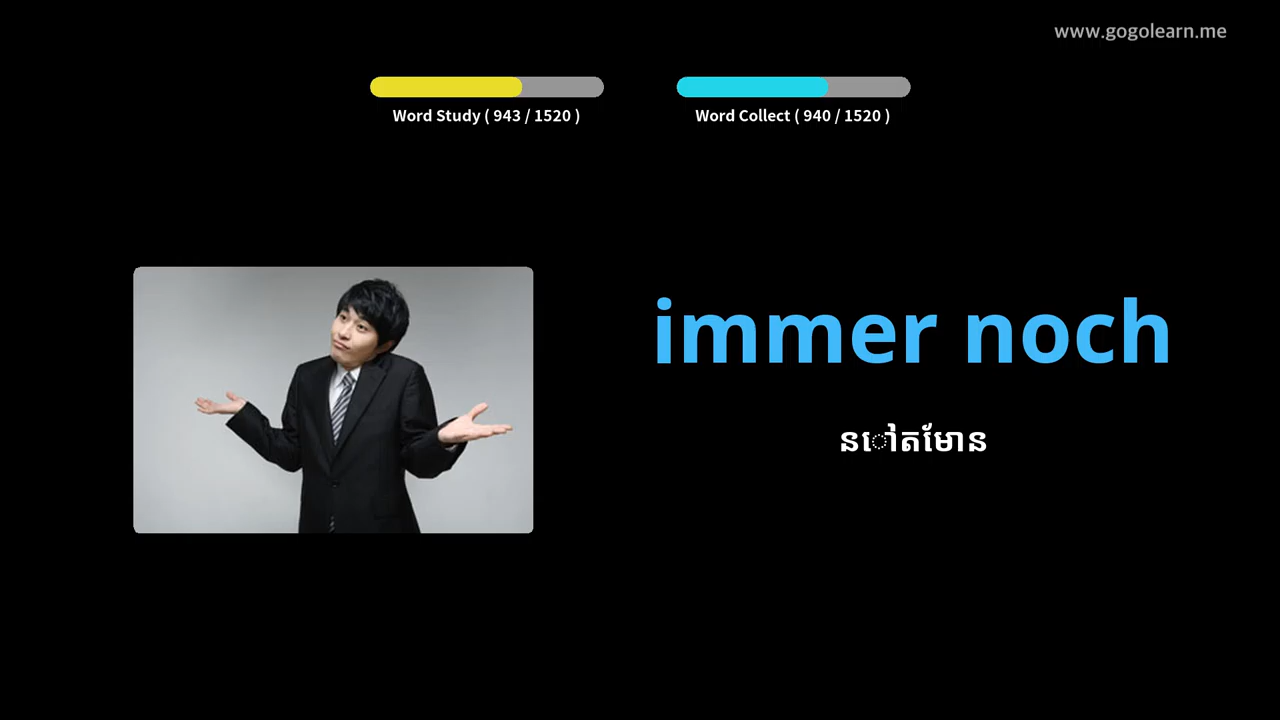 www.gogolearn.me
Word Study ( 943 / 1520 )
Word Collect ( 940 / 1520 )
immer noch
នៅតែមាន